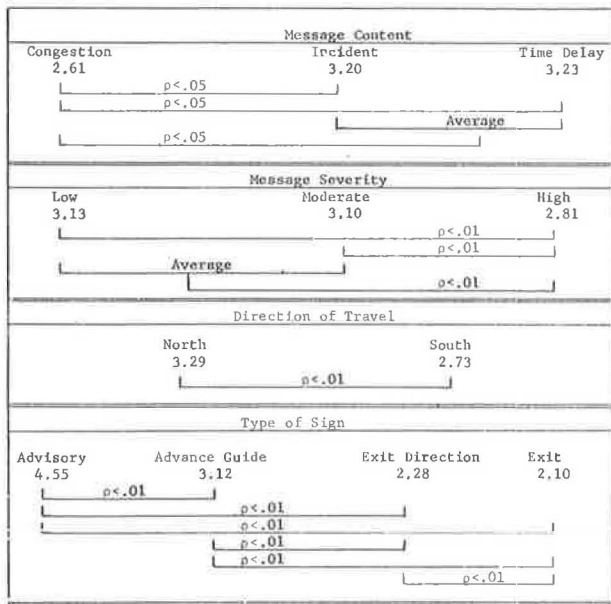 Message Content
Congestion Incident Time Delay
2.61 3.20 3.23
p<.05
p<.05
Average
p<.05
Message Severity
Low Moderate High
3.13 3.10 2.81
p<.01
p<.01
Average
p<.01
Direction of Travel
North South
3.29 2.73
p<.01
Type of Sign
Advisory Advance Guide Exit Direction Exit
4.55 3.12 2.28 2.10
p<.01
p<.01
p<.01
p<.01
p<.01
p<.01